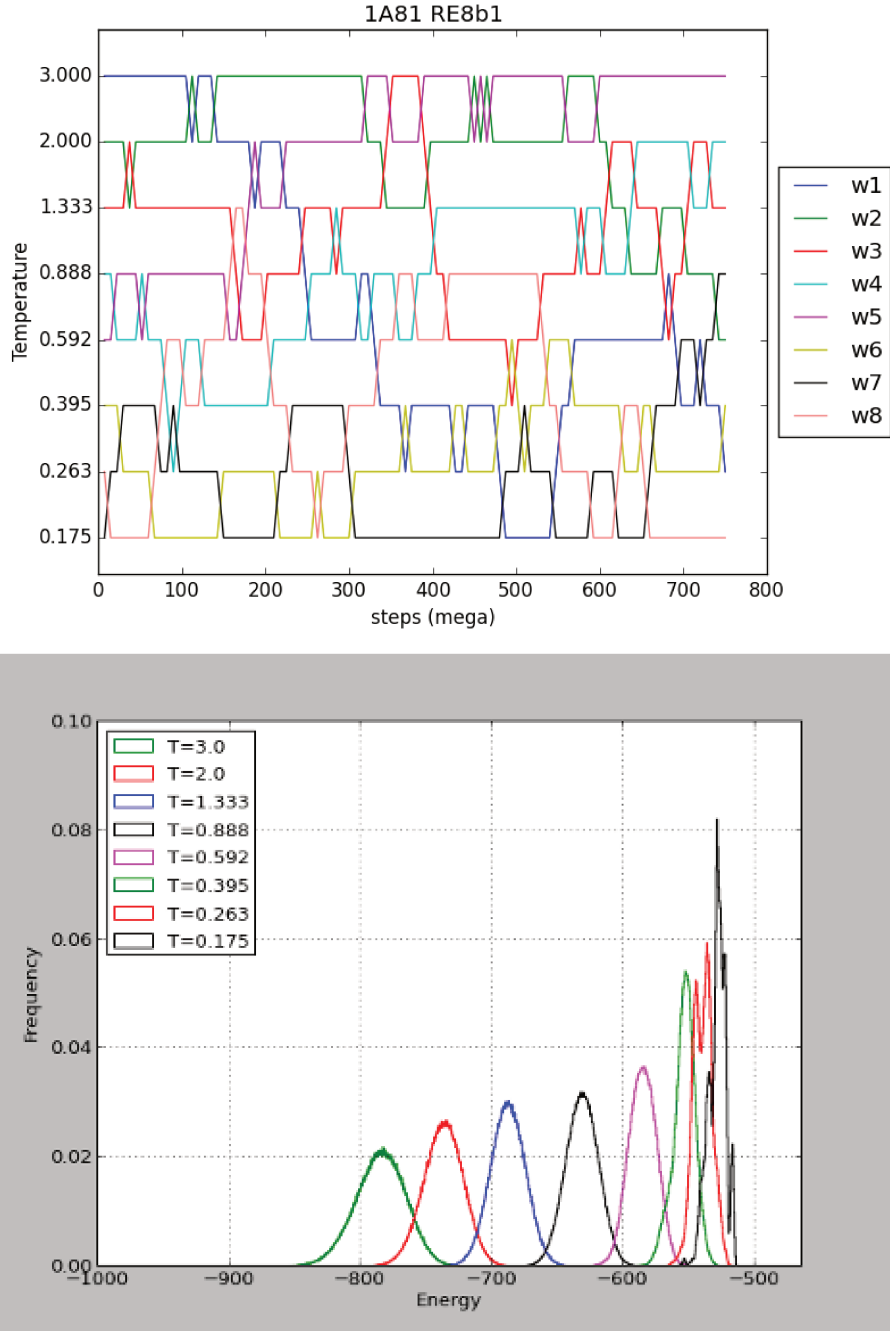 1A81 RE8b1
3.000
2.000
1.333
0.888
0.592
0.395
0.263
0.175
Temperature
0 100 200 300 400 500 600 700 800
steps (mega)
w1
w2
w3
w4
w5
w6
w7
w8
0.10
0.08
0.06
0.04
0.02
0.00
Frequency
T=3.0
T=2.0
T=1.333
T=0.888
T=0.592
T=0.395
T=0.263
T=0.175
−1000 −900 −800 −700 −600 −500
Energy